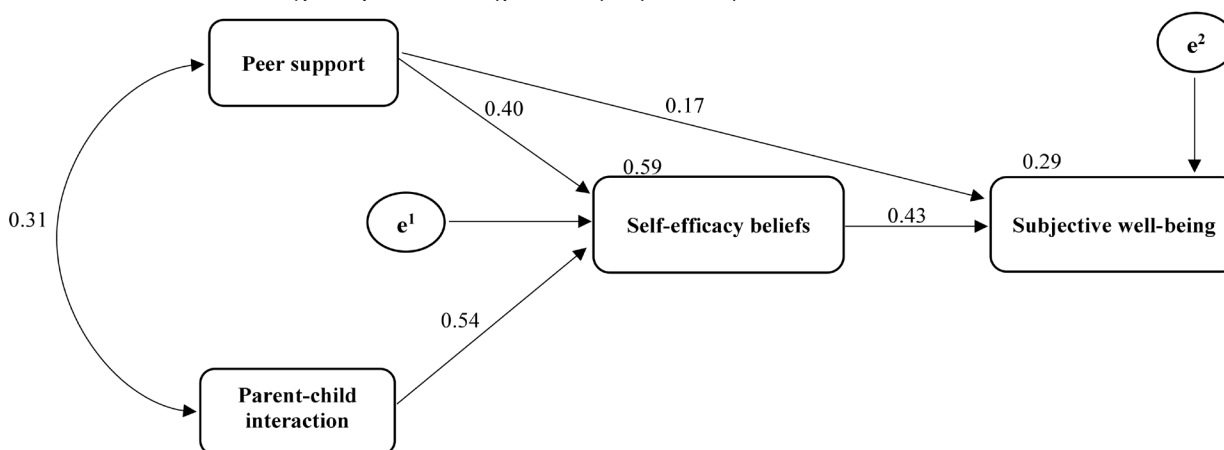 Peer support
e²
0.40
0.17
0.59
0.29
0.31
e¹
Self-efficacy beliefs
0.43
Subjective well-being
0.54
Parent-child
interaction